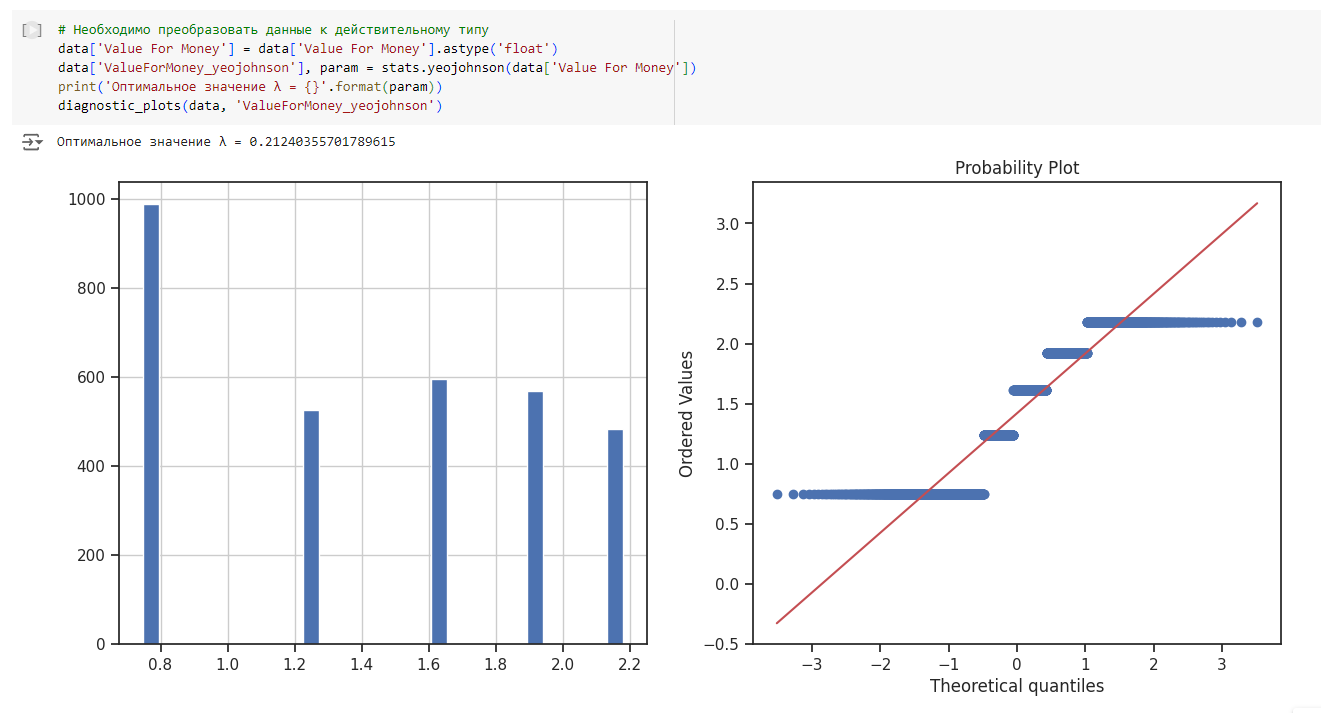 # Необходимо преобразовать данные к действительному типу
data['Value For Money'] = data['Value For Money'].astype('float')
data['ValueForMoney_yeojohnson'], param = stats.yeojohnson(data['Value For Money'])
print('Оптимальное значение λ = {}'.format(param))
diagnostic_plots(data, 'ValueForMoney_yeojohnson')
Оптимальное значение λ = 0.21240355701789615
1000
800
600
400
200
0
0.8 1.0 1.2 1.4 1.6 1.8 2.0 2.2
Probability Plot
Ordered Values
3.0
2.5
2.0
1.5
1.0
0.5
0.0
−0.5
−3 −2 −1 0 1 2 3
Theoretical quantiles